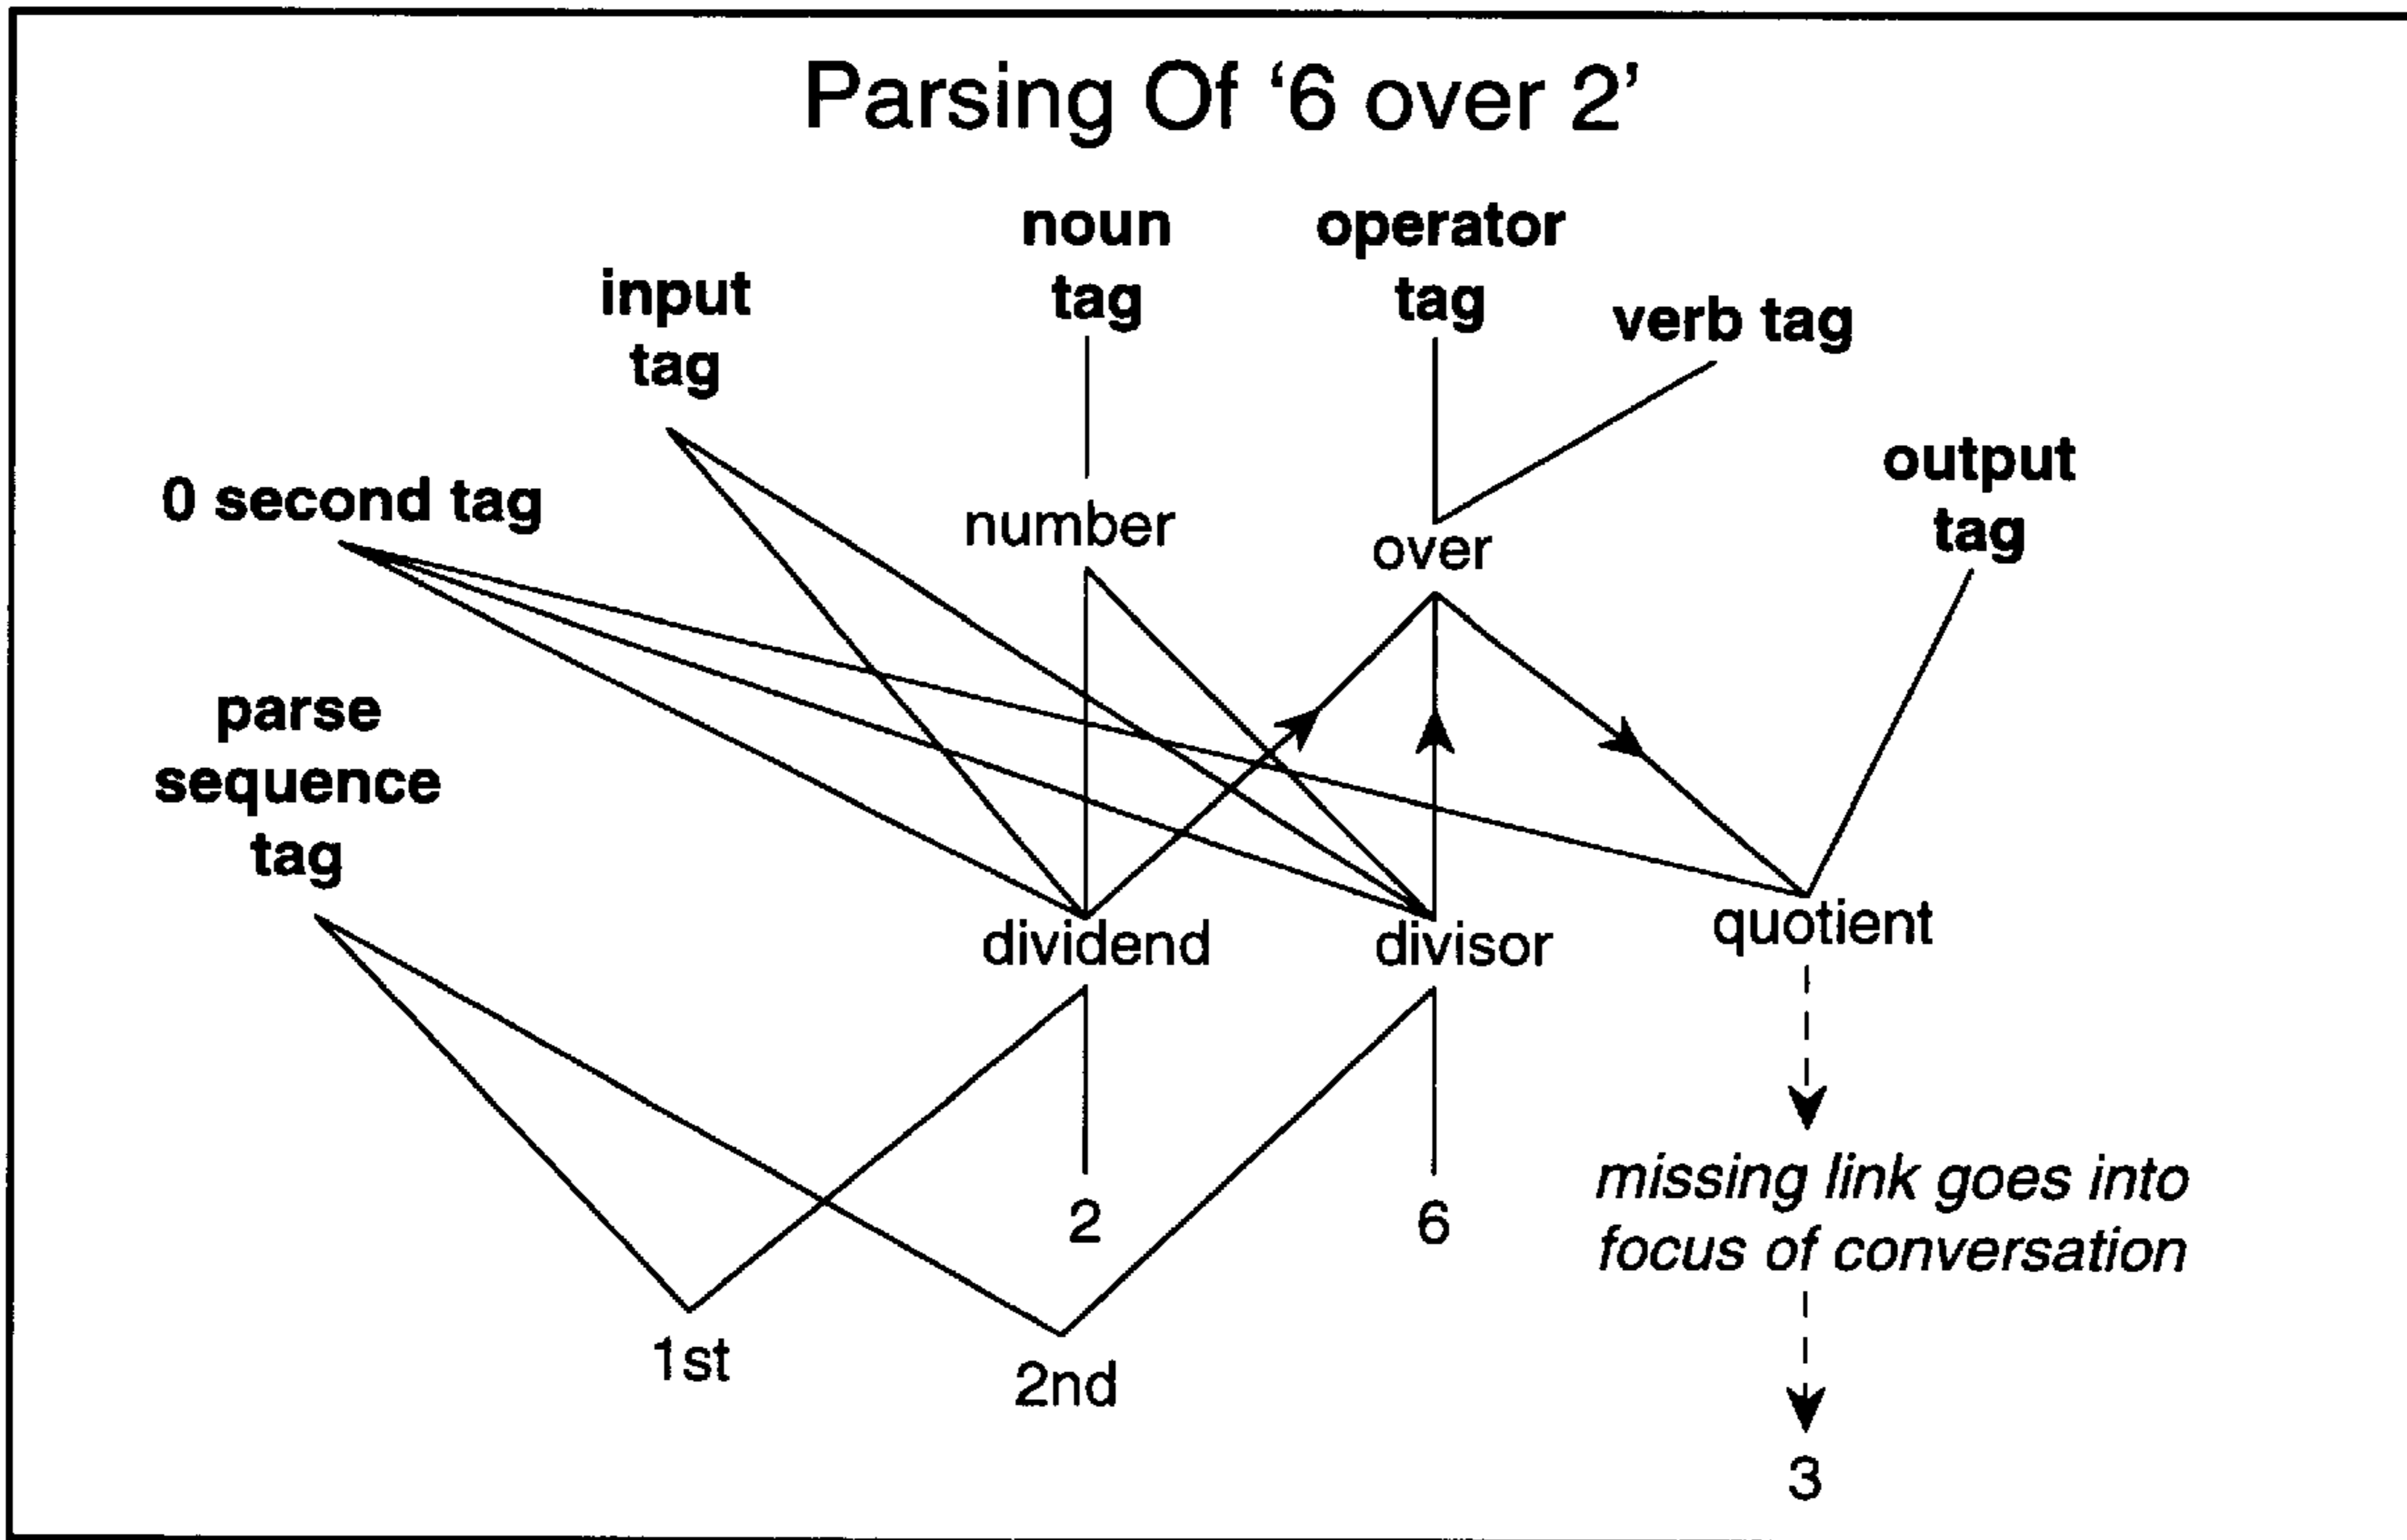 Parsing Of ‘6 over 2’
noun
tag
operator
tag
input
tag
verb tag
output
tag
0 second tag
number
over
parse
sequence
tag
dividend
divisor
quotient
2
6
missing link goes into
focus of conversation
1st
2nd
3